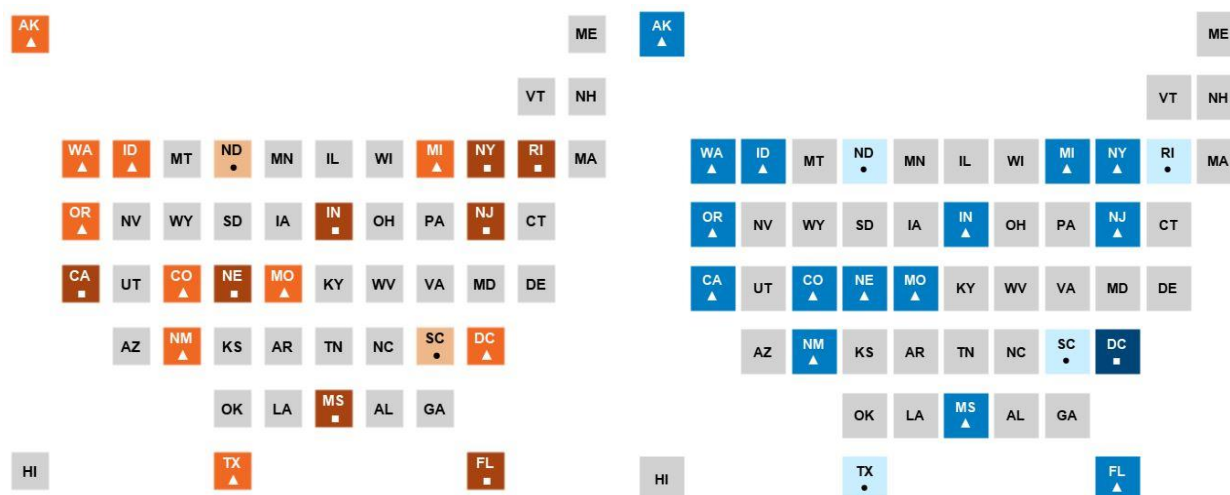 AK
ME
VT NH
WA ID MT ND MN IL WI MI NY RI MA
OR NV WY SD IA IN OH PA NJ CT
CA UT CO NE MO KY WV VA MD DE
AZ NM KS AR TN NC SC DC
OK LA MS AL GA
HI TX FL
AK
ME
VT NH
WA ID MT ND MN IL WI MI NY RI MA
OR NV WY SD IA IN OH PA NJ CT
CA UT CO NE MO KY WV VA MD DE
AZ NM KS AR TN NC SC DC
OK LA MS AL GA
HI TX FL